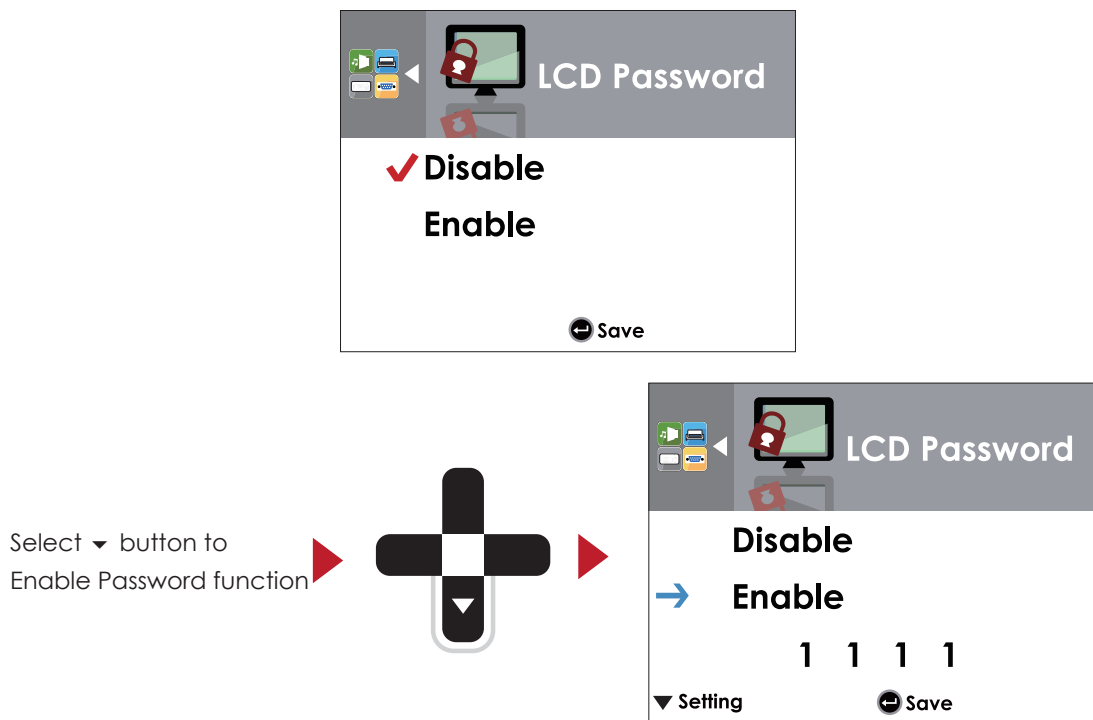 LCD Password
Disable
Enable
Save
Select ▼ button to
Enable Password function
LCD Password
Disable
Enable
1 1 1 1
▼ Setting
Save